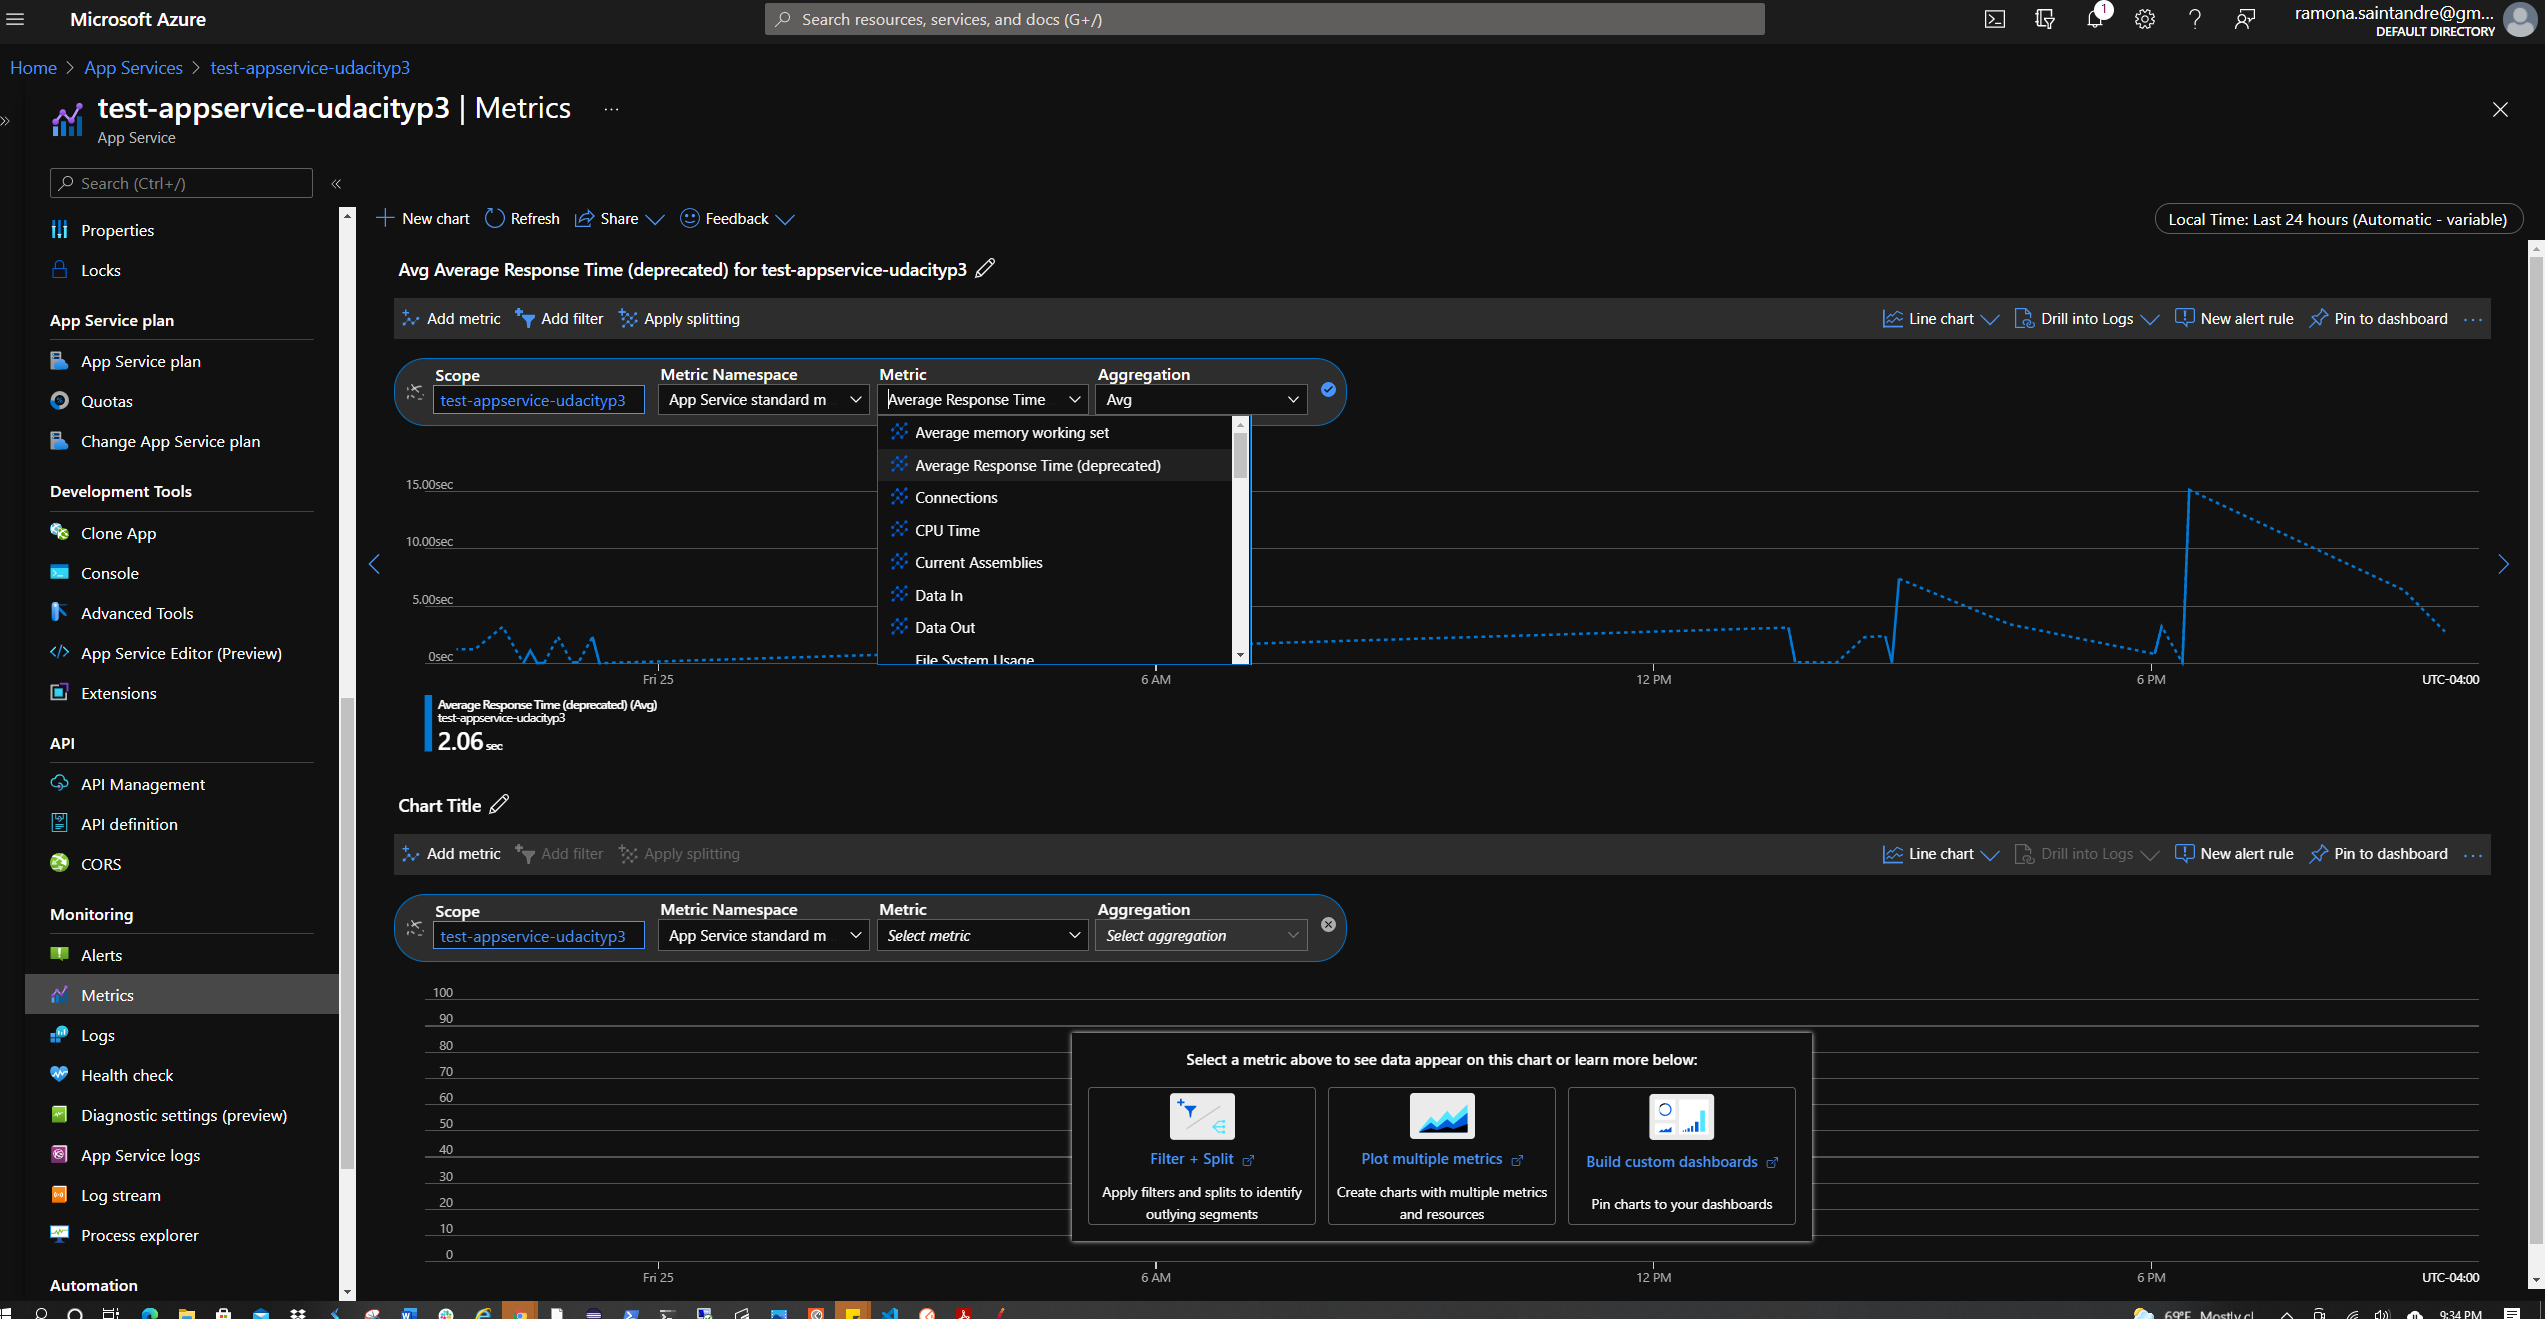 Microsoft Azure
Search resources, services, and docs (G+/)
1
ramona.saintandre@gm...
DEFAULT DIRECTORY
Home > App Services > test-appservice-udacityp3
test-appservice-udacityp3 | Metrics ...
App Service
Search (Ctrl+/)
Properties
Locks
App Service plan
App Service plan
Quotas
Change App Service plan
Development Tools
Clone App
Console
Advanced Tools
App Service Editor (Preview)
Extensions
API
API Management
API definition
CORS
Monitoring
Alerts
Metrics
Logs
Health check
Diagnostic settings (preview)
App Service logs
Log stream
Process explorer
Automation
New chart Refresh Share Feedback
Local Time: Last 24 hours (Automatic - variable)
Avg Average Response Time (deprecated) for test-appservice-udacityp3
Add metric Add filter Apply splitting
Line chart Drill into Logs New alert rule Pin to dashboard ...
Scope Metric Namespace Metric Aggregation
test-appservice-udacityp3 App Service standard m Average Response Time Avg
Average memory working set
Average Response Time (deprecated)
Connections
CPU Time
Current Assemblies
Data In
Data Out
File System Usage
15.00sec
10.00sec
5.00sec
0sec
Fri 25 6 AM 12 PM 6 PM UTC-04:00
Average Response Time (deprecated) (Avg)
test-appservice-udacityp3
2.06 sec
Chart Title
Add metric Add filter Apply splitting
Line chart Drill into Logs New alert rule Pin to dashboard ...
Scope Metric Namespace Metric Aggregation
test-appservice-udacityp3 App Service standard m Select metric Select aggregation
100
90
80
70
60
50
40
30
20
10
0
Select a metric above to see data appear on this chart or learn more below:
Filter + Split
Apply filters and splits to identify
outlying segments
Plot multiple metrics
Create charts with multiple metrics
and resources
Build custom dashboards
Pin charts to your dashboards
Fri 25 6 AM 12 PM 6 PM UTC-04:00
69°F Mostly cl
9:34 PM